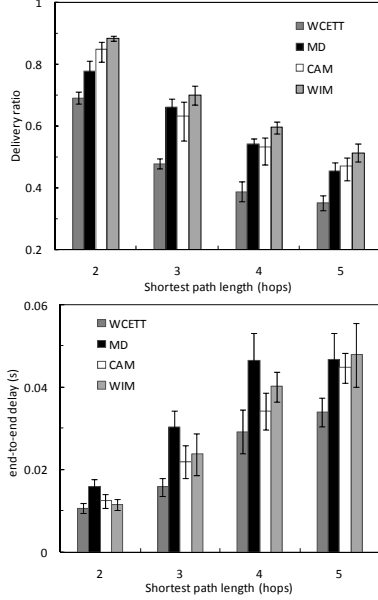 1
0.8
0.6
0.4
0.2
Delivery ratio
WCETT
MD
CAM
WIM
2 3 4 5
Shortest path length (hops)
0.06
0.04
0.02
0
end-to-end delay (s)
WCETT
MD
CAM
WIM
2 3 4 5
Shortest path length (hops)